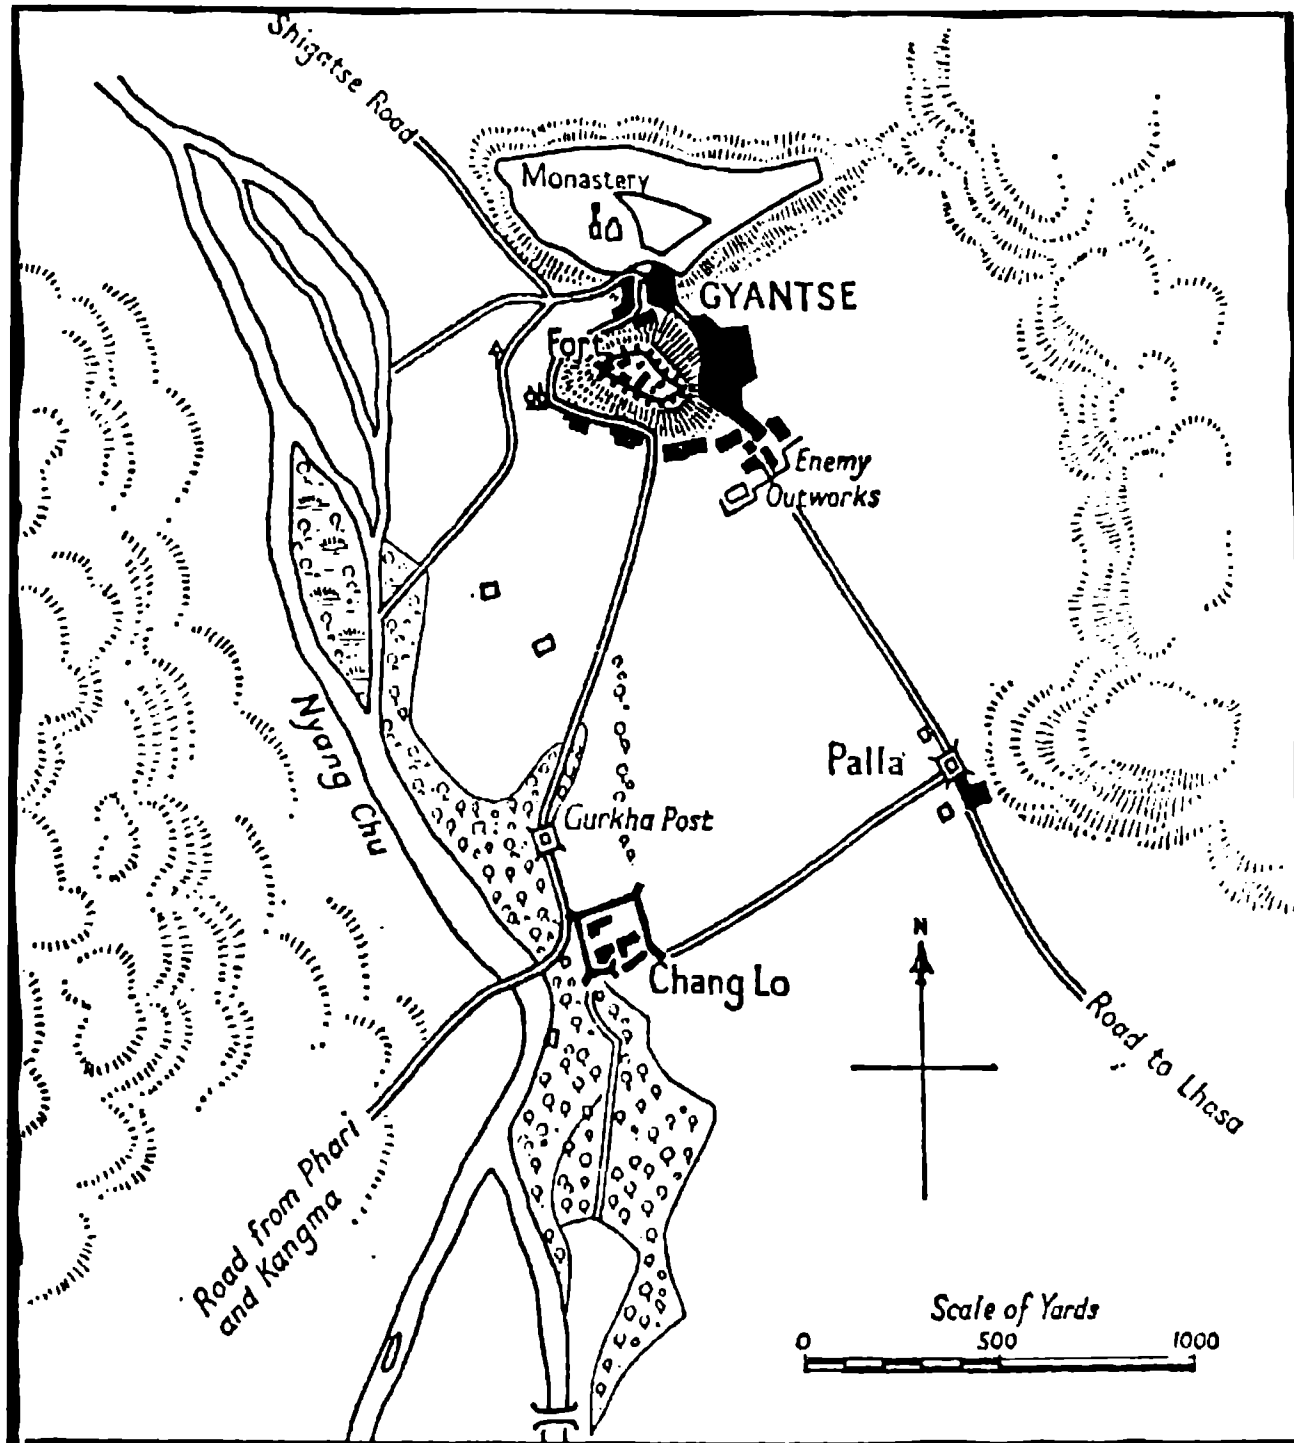 Shigatse Road
Monastery
GYANTSE
Fort
Enemy
Outworks
Nyang Chu
Palla
Gurkha Post
N
Chang Lo
Road to Lhasa
Road from Phari
and Kangma
Scale of Yards
0 500 1000